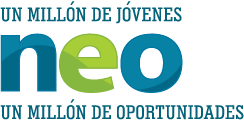 UN MILLÓN DE JÓVENES
neo
UN MILLÓN DE OPORTUNIDADES